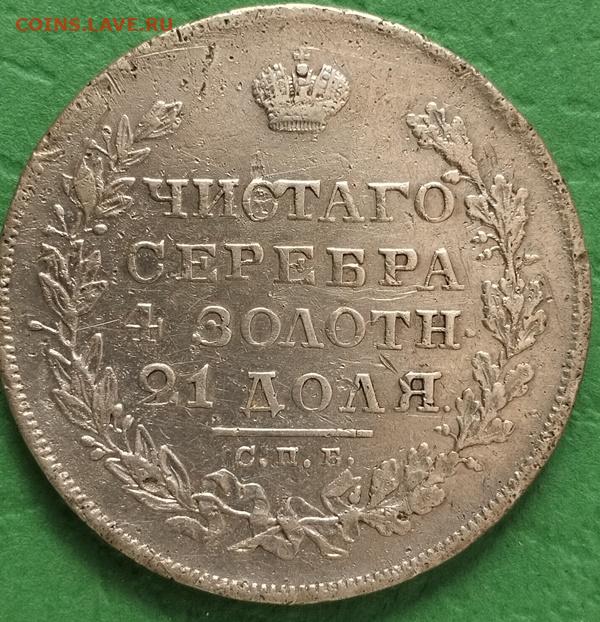 COINS.LAVE.RU
ЧИСТАГО
СЕРЕБРА
4 ЗОЛОТН.
21 ДОЛЯ.
С.П.Б.